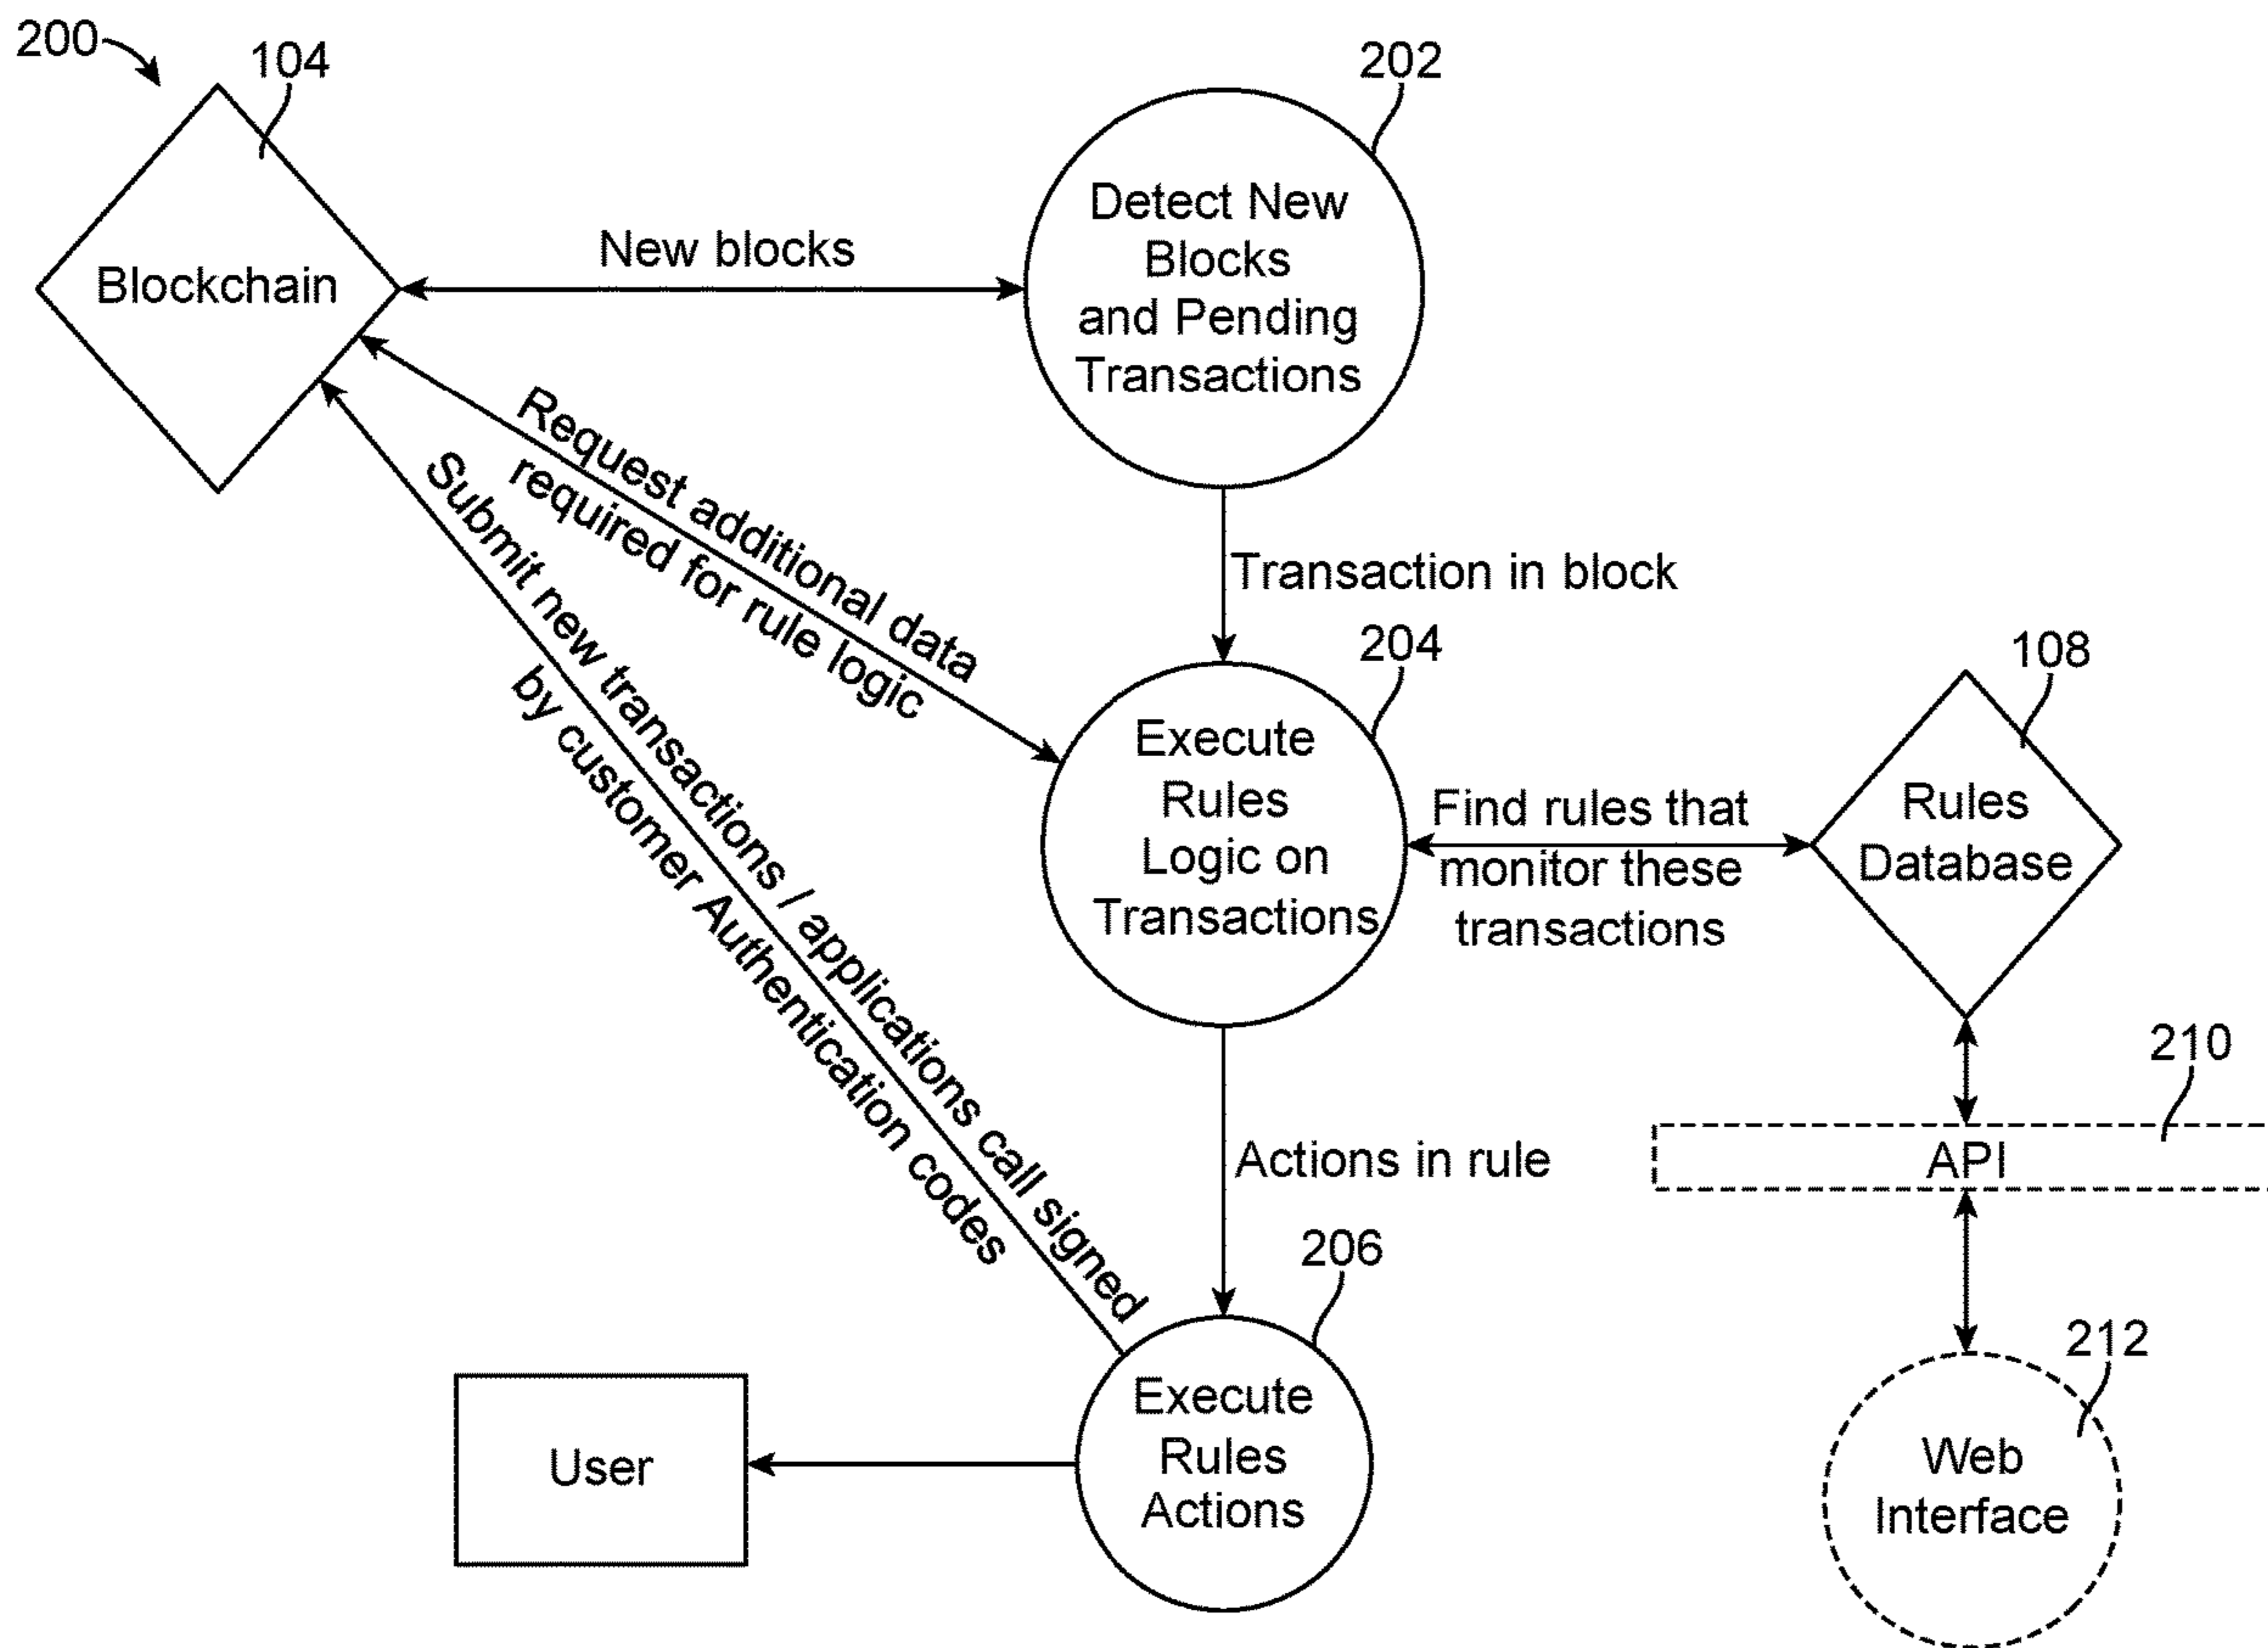 200
104
202
Detect New
Blocks
and Pending
Transactions
Blockchain
New blocks
Request additional data
required for rule logic
Submit new transactions / applications call signed
by customer Authentication codes
Transaction in block
204
Execute
Rules
Logic on
Transactions
Find rules that
monitor these
transactions
108
Rules
Database
210
API
Actions in rule
206
Execute
Rules
Actions
User
212
Web
Interface